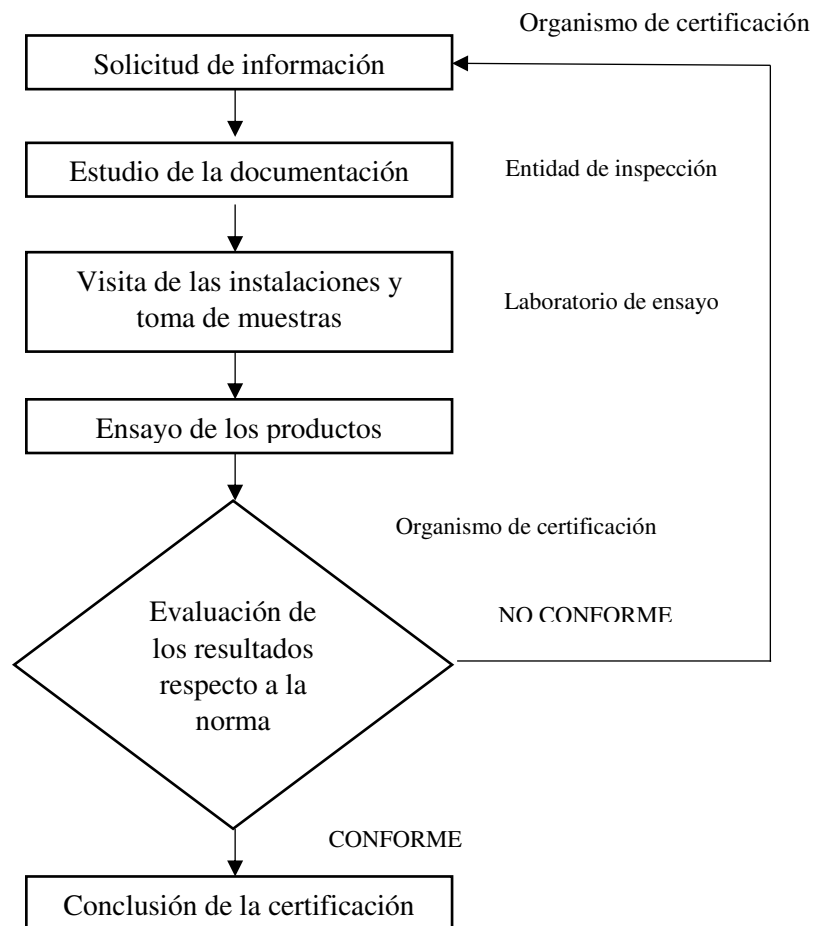 Organismo de certificación
Solicitud de información
Estudio de la documentación
Entidad de inspección
Visita de las instalaciones y
toma de muestras
Laboratorio de ensayo
Ensayo de los productos
Organismo de certificación
Evaluación de
los resultados
respecto a la
norma
NO CONFORME
CONFORME
Conclusión de la certificación